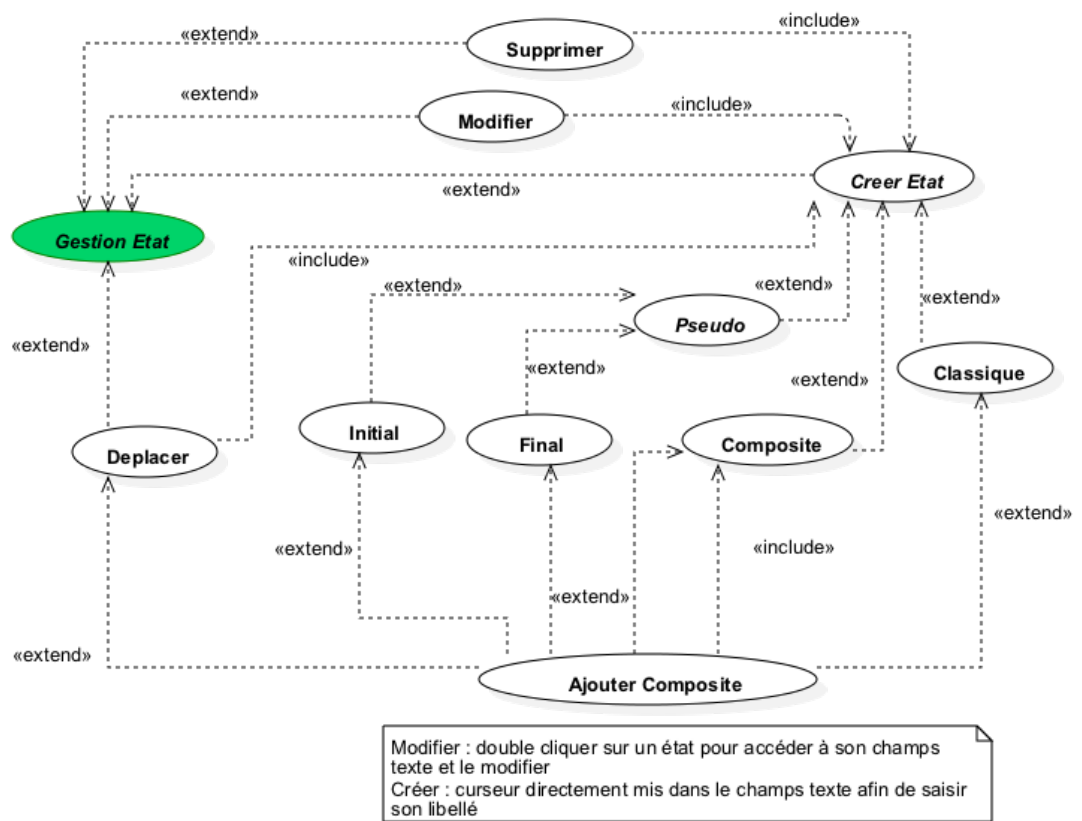 «include»
«extend»
Supprimer
«extend»
Modifier
«include»
«extend»
Creer Etat
Gestion Etat
«include»
«extend»
«extend»
«extend»
Pseudo
«extend»
«extend»
«extend»
Classique
Initial
Final
Composite
Deplacer
«extend»
«extend»
«include»
«extend»
«extend»
Ajouter Composite
Modifier : double cliquer sur un état pour accéder à son champs
texte et le modifier
Créer : curseur directement mis dans le champs texte afin de saisir
son libellé